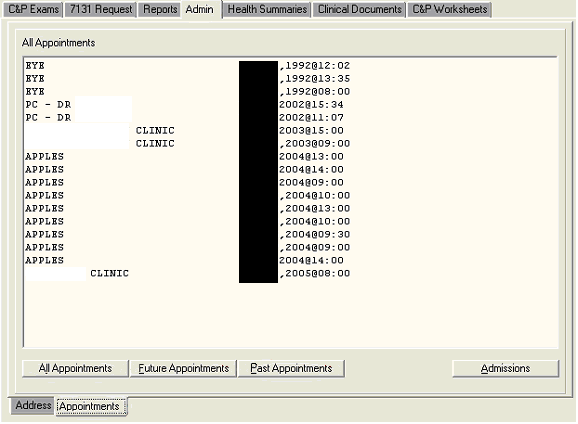 C&P Exams 7131 Request Reports Admin Health Summaries Clinical Documents C&P Worksheets
All Appointments
EYE ,1992@12:02
EYE ,1992@13:35
EYE ,1992@08:00
PC - DR 2002@15:34
PC - DR 2002@11:07
CLINIC 2003@15:00
CLINIC ,2003@09:00
APPLES 2004@13:00
APPLES 2004@14:00
APPLES 2004@09:00
APPLES ,2004@10:00
APPLES ,2004@13:00
APPLES ,2004@10:00
APPLES ,2004@09:30
APPLES ,2004@09:00
APPLES 2004@14:00
CLINIC ,2005@08:00
All Appointments Future Appointments Past Appointments Admissions
Address Appointments